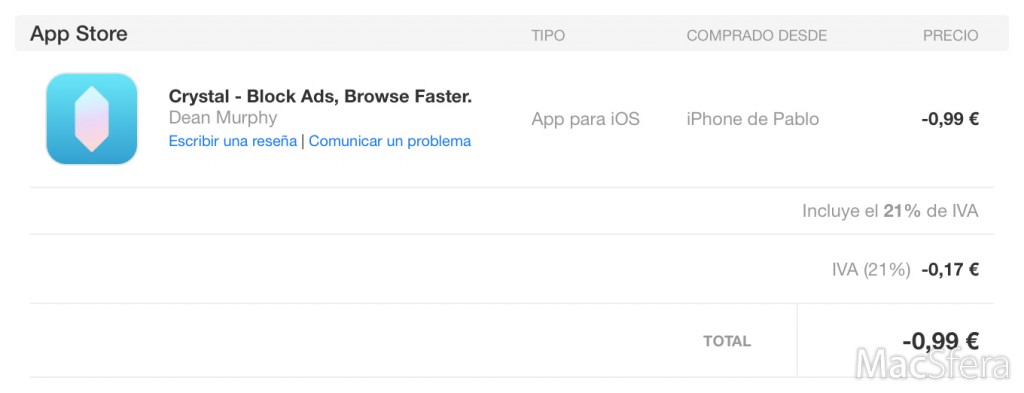 App Store TIPO COMPRADO DESDE PRECIO
Crystal - Block Ads, Browse Faster.
Dean Murphy App para iOS iPhone de Pablo -0,99 €
Escribir una reseña | Comunicar un problema
Incluye el 21% de IVA
IVA (21%) -0,17 €
TOTAL -0,99 €
MacSfera